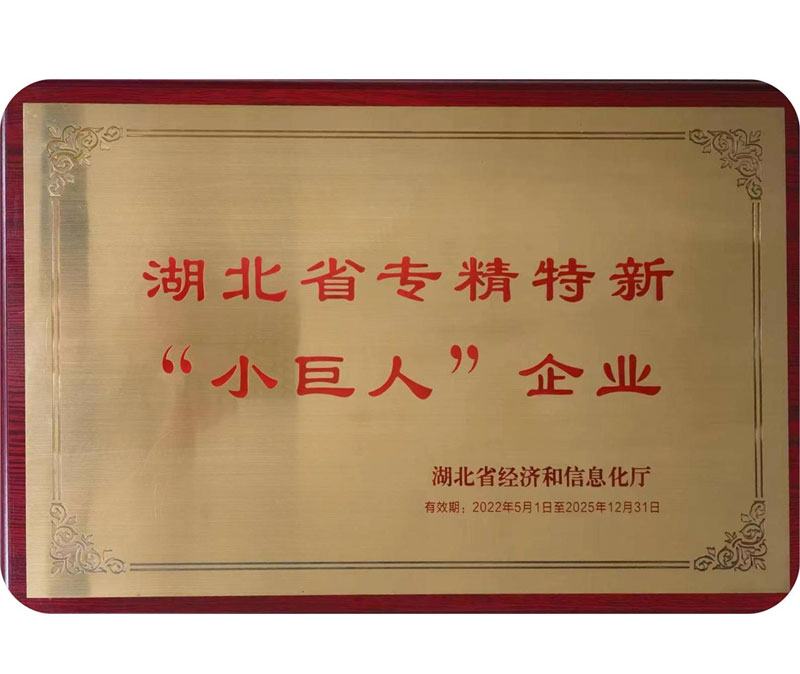 湖北省专精特新
“小巨人”企业
湖北省经济和信息化厅
有效期：2022年5月1日至2025年12月31日